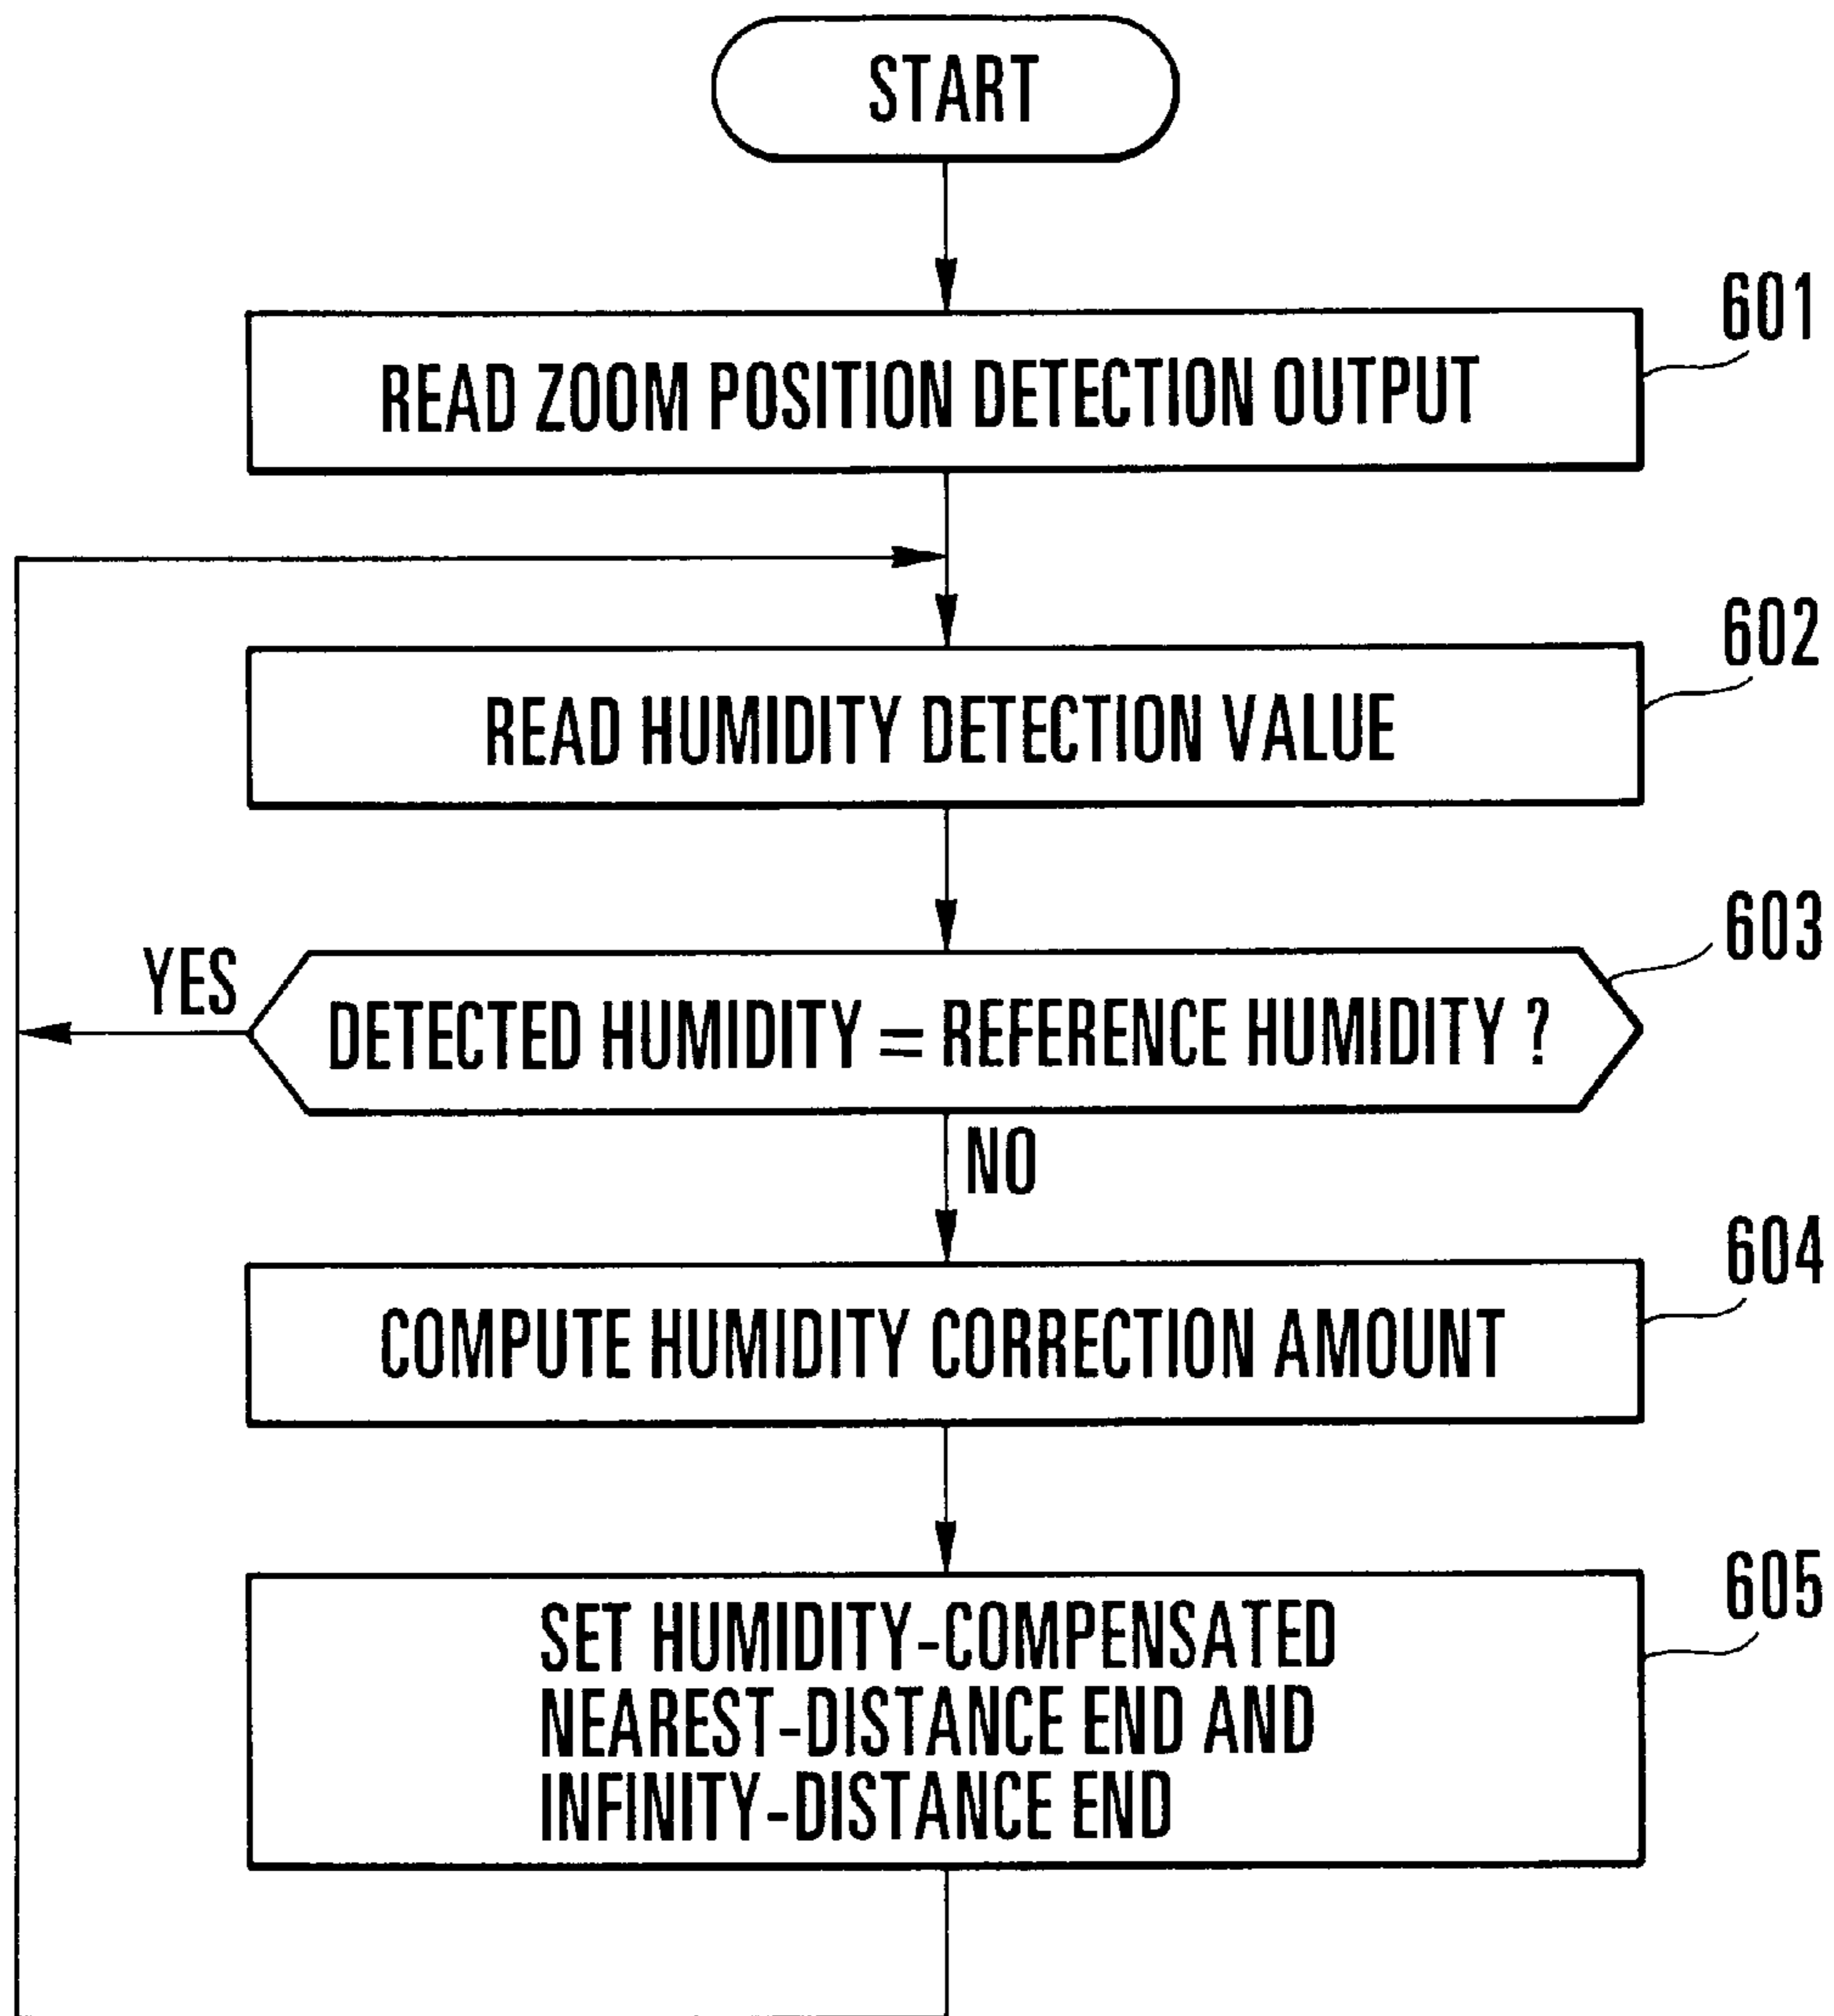 START
601
READ ZOOM POSITION DETECTION OUTPUT
602
READ HUMIDITY DETECTION VALUE
603
YES
DETECTED HUMIDITY = REFERENCE HUMIDITY ?
NO
604
COMPUTE HUMIDITY CORRECTION AMOUNT
605
SET HUMIDITY-COMPENSATED
NEAREST-DISTANCE END AND
INFINITY-DISTANCE END